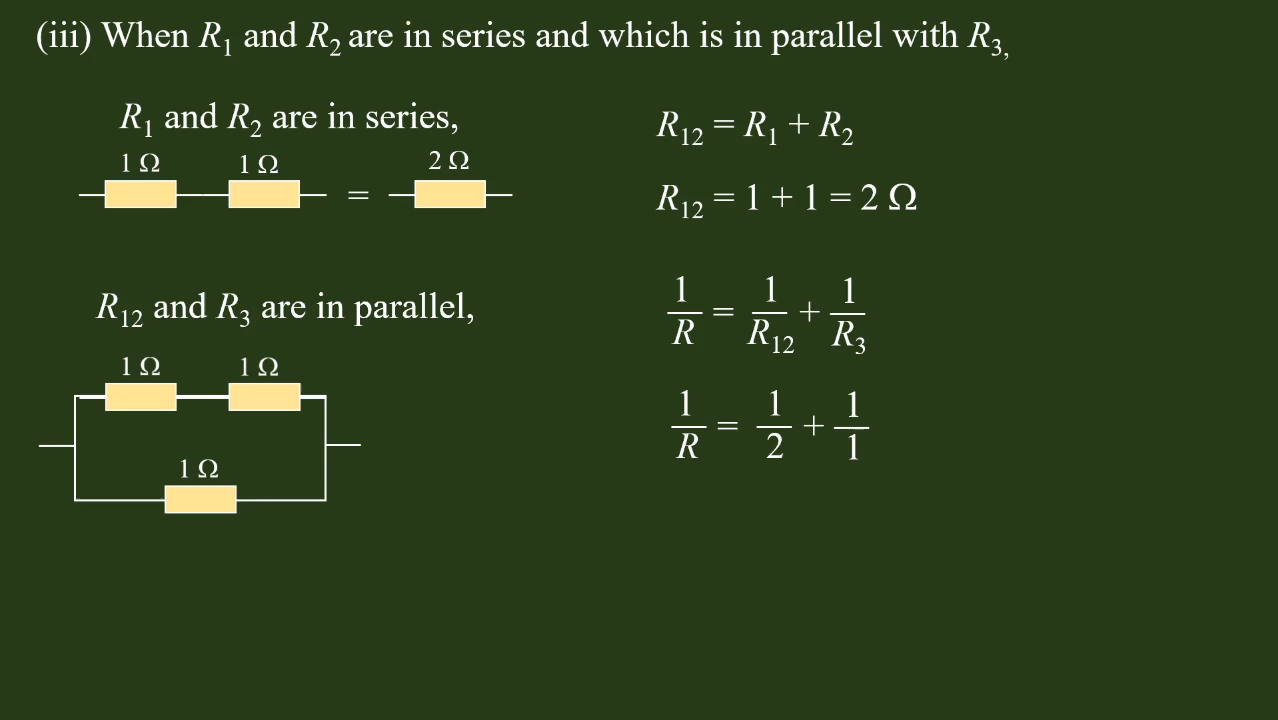 (iii) When R₁ and R₂ are in series and which is in parallel with R₃,
R₁ and R₂ are in series,
1 Ω 1 Ω 2 Ω
=
R₁₂ = R₁ + R₂
R₁₂ = 1 + 1 = 2 Ω
R₁₂ and R₃ are in parallel,
1 Ω 1 Ω
1 Ω
1/R = 1/R₁₂ + 1/R₃
1/R = 1/2 + 1/1